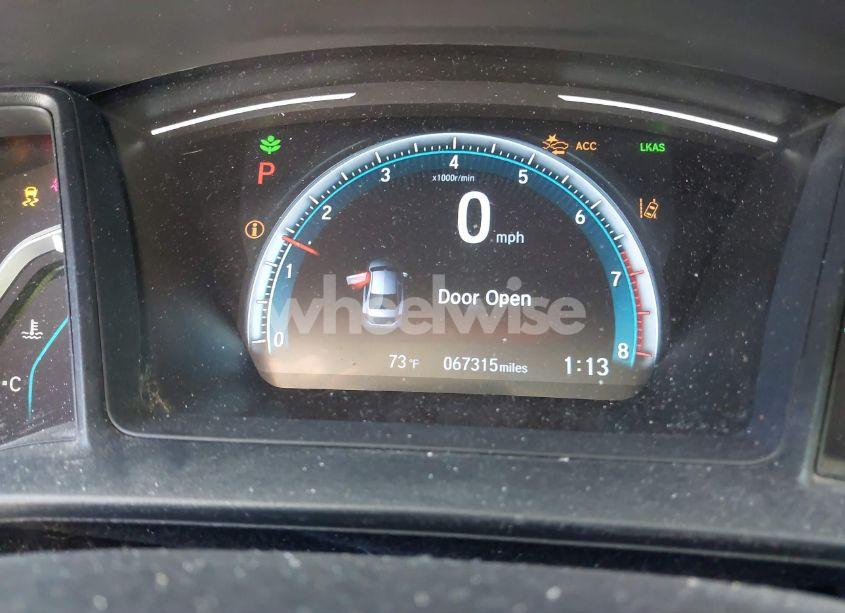 ACC LKAS
P
0 1 2 3 4 5 6 7 8
x1000r/min
0 mph
Door Open
wheelwise
73°F 067315miles 1:13
°C